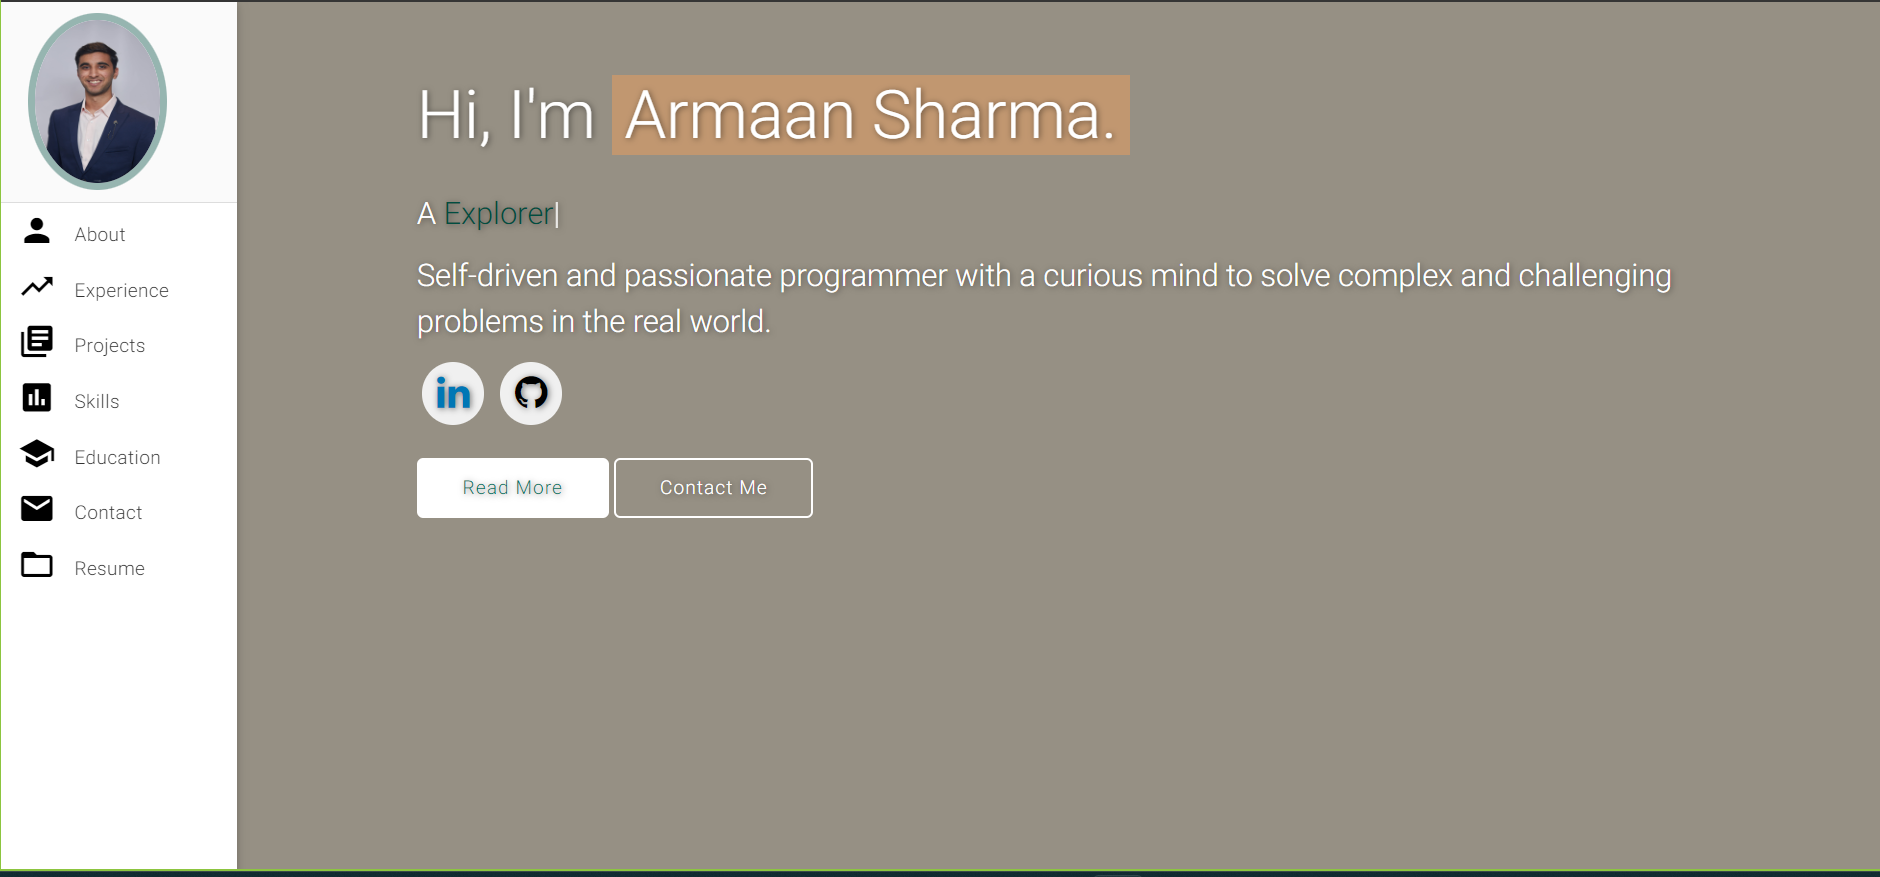 About
Experience
Projects
Skills
Education
Contact
Resume
Hi, I'm Armaan Sharma.
A Explorer|
Self-driven and passionate programmer with a curious mind to solve complex and challenging
problems in the real world.
in
Read More
Contact Me